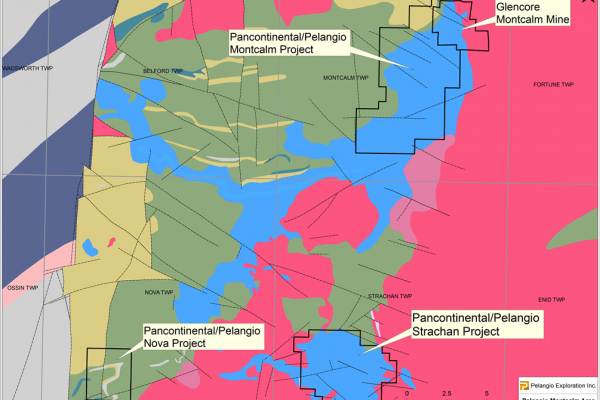 Glencore
Montcalm Mine
Pancontinental/Pelangio
Montcalm Project
WADSWORTH TWP
BELFORD TWP
MONTCALM TWP
FORTUNE TWP
OSSIN TWP
NOVA TWP
STRACHAN TWP
ENID TWP
Pancontinental/Pelangio
Strachan Project
Pancontinental/Pelangio
Nova Project
0 2.5 5
Pelangio Exploration Inc.
Pelangio Montcalm Area